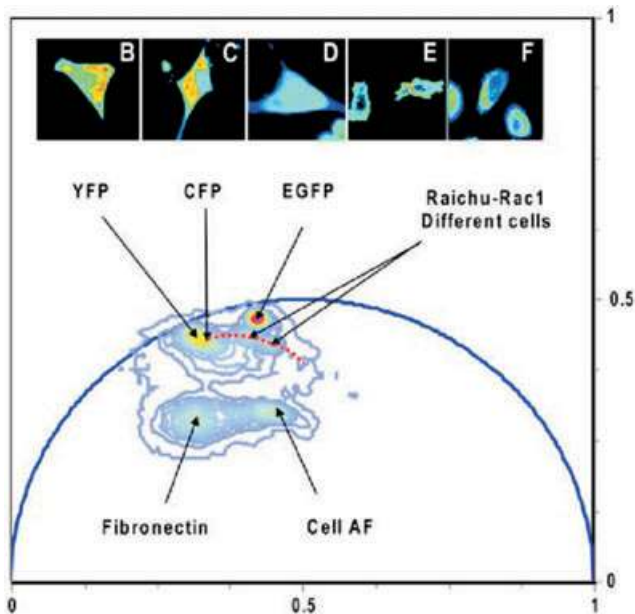 B C D E F
1
YFP CFP EGFP Raichu-Rac1
Different cells
0.5
Fibronectin Cell AF
0
0 0.5 1